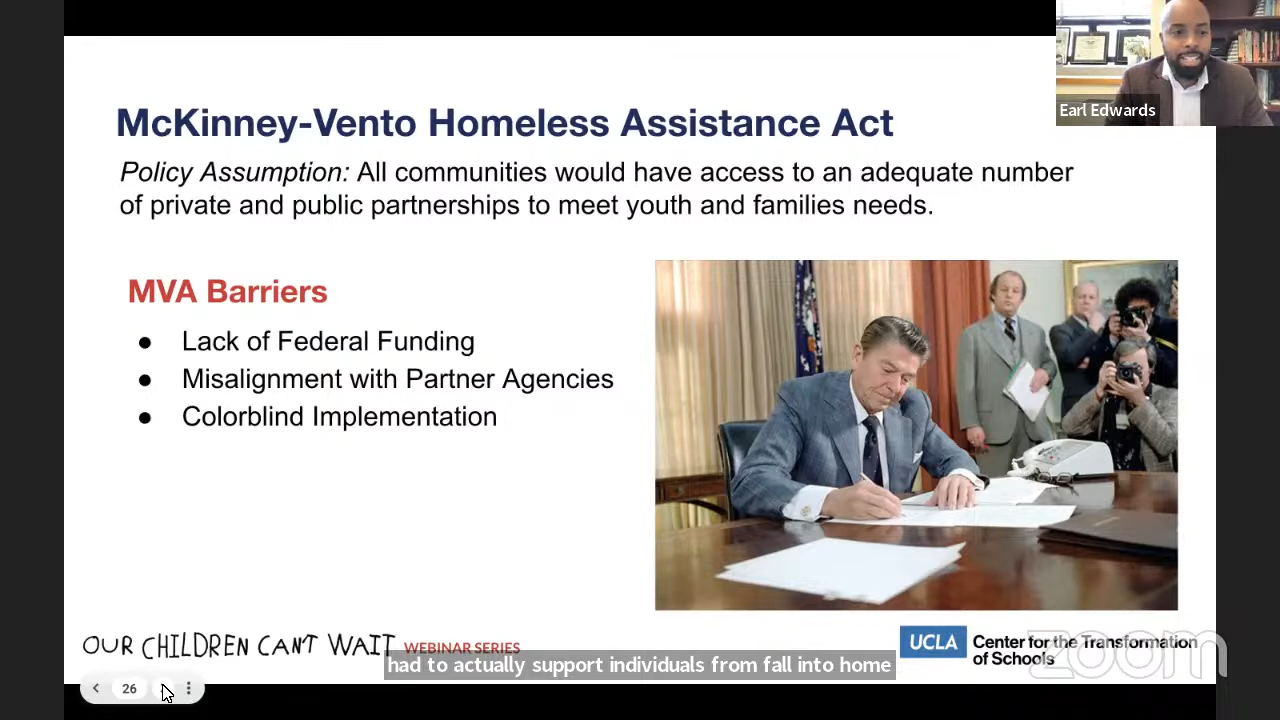 Earl Edwards
McKinney-Vento Homeless Assistance Act
Policy Assumption: All communities would have access to an adequate number
of private and public partnerships to meet youth and families needs.
MVA Barriers
● Lack of Federal Funding
● Misalignment with Partner Agencies
● Colorblind Implementation
OUR CHILDREN CAN'T WAIT WEBINAR SERIES
UCLA Center for the Transformation
of Schools
had to actually support individuals from fall into home
zoom
26